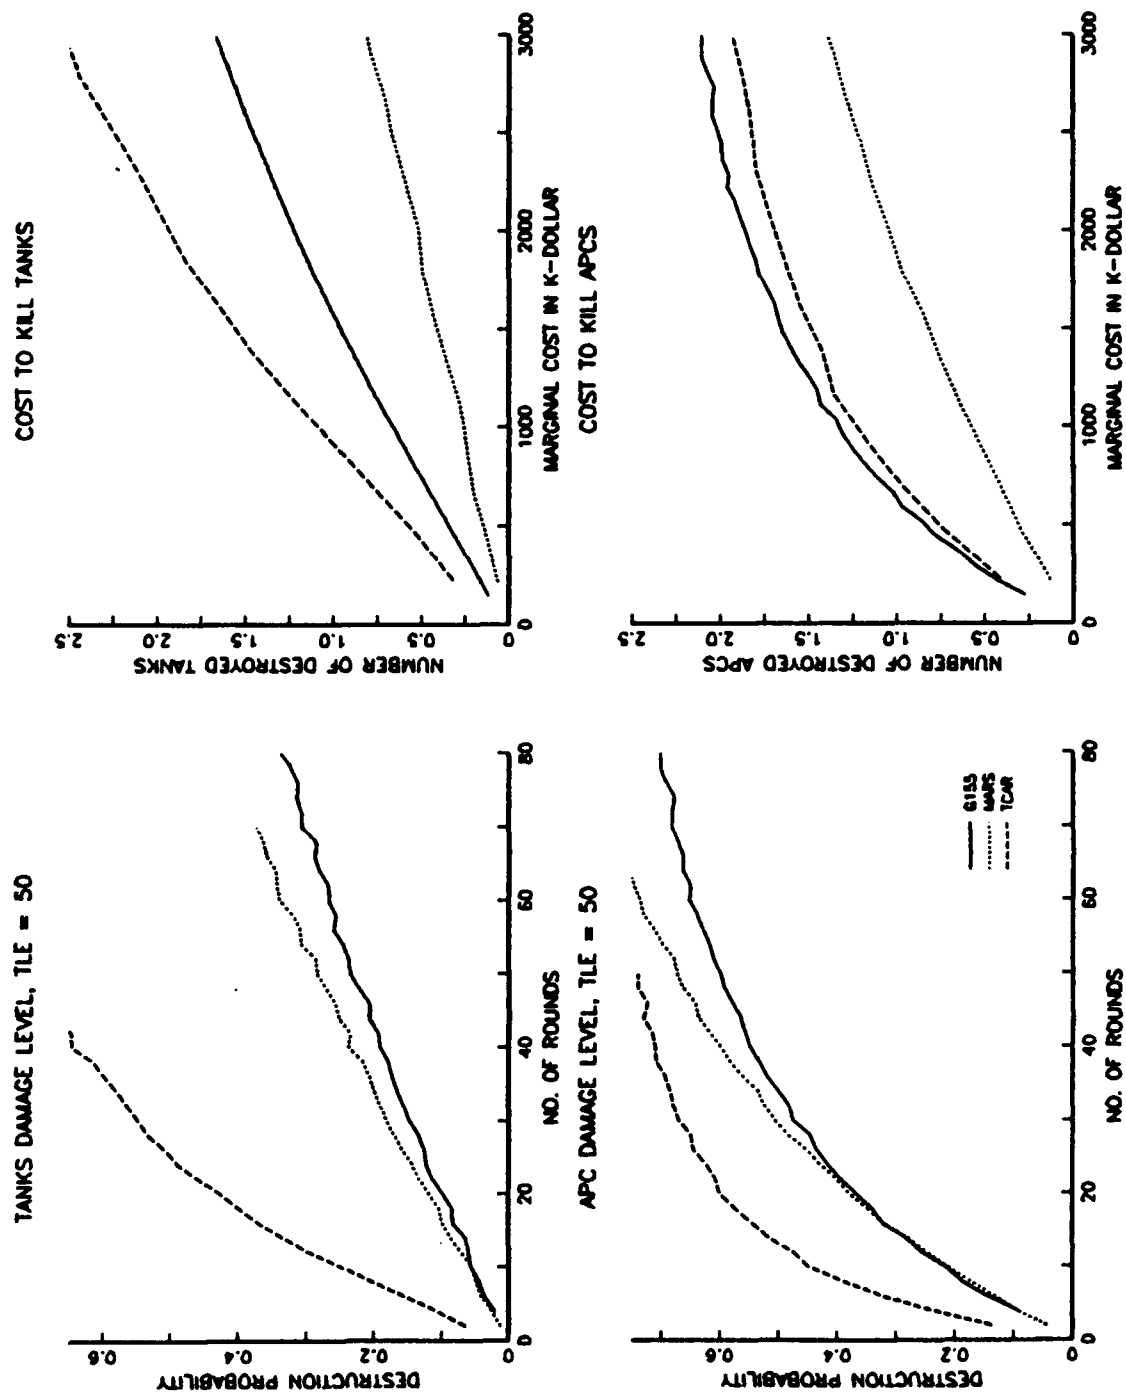 TANKS DAMAGE LEVEL, TLE = 50
DESTRUCTION PROBABILITY
0.6
0.4
0.2
0
0
20
40
60
80
NO. OF ROUNDS
COST TO KILL TANKS
NUMBER OF DESTROYED TANKS
2.5
2.0
1.5
1.0
0.5
0
0
1000
2000
3000
MARGINAL COST IN K-DOLLAR
APC DAMAGE LEVEL, TLE = 50
DESTRUCTION PROBABILITY
0.6
0.4
0.2
0
0
20
40
60
80
NO. OF ROUNDS
G155
MARS
TCAR
COST TO KILL APCS
NUMBER OF DESTROYED APCS
2.5
2.0
1.5
1.0
0.5
0
0
1000
2000
3000
MARGINAL COST IN K-DOLLAR